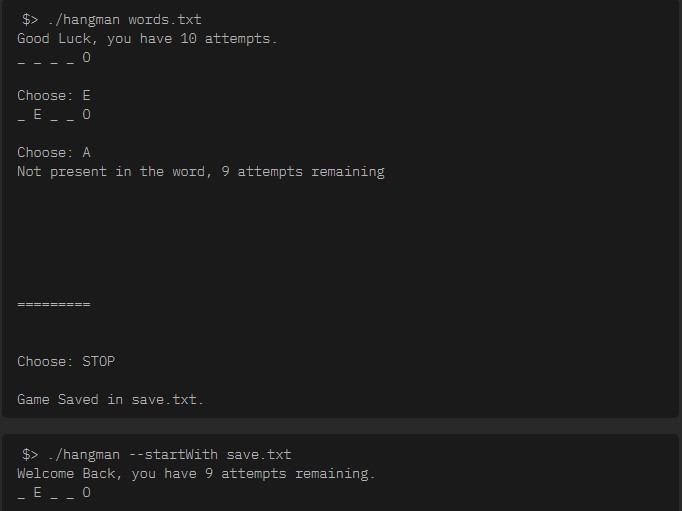 $> ./hangman words.txt
Good Luck, you have 10 attempts.
_ _ _ _ O
Choose: E
_ E _ _ O
Choose: A
Not present in the word, 9 attempts remaining
=========
Choose: STOP
Game Saved in save.txt.
$> ./hangman --startWith save.txt
Welcome Back, you have 9 attempts remaining.
_ E _ _ O